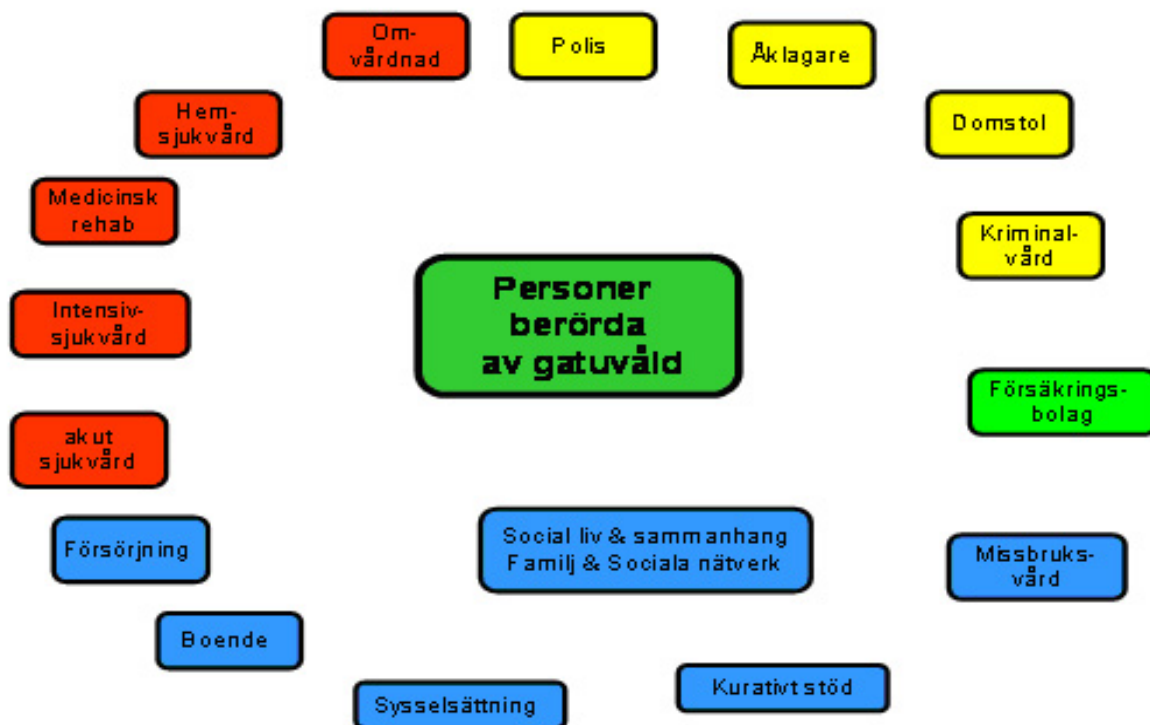 Om-
vårdnad
Polis
Åklagare
Hem-
sjukvård
Domstol
Medicinsk
rehab
Kriminal-
vård
Personer
berörda
av gatuvåld
Intensiv-
sjukvård
Försäkrings-
bolag
akut
sjukvård
Försörjning
Social liv & sammanhang
Familj & Sociala nätverk
Missbruks-
vård
Boende
Kurativt stöd
Sysselsättning